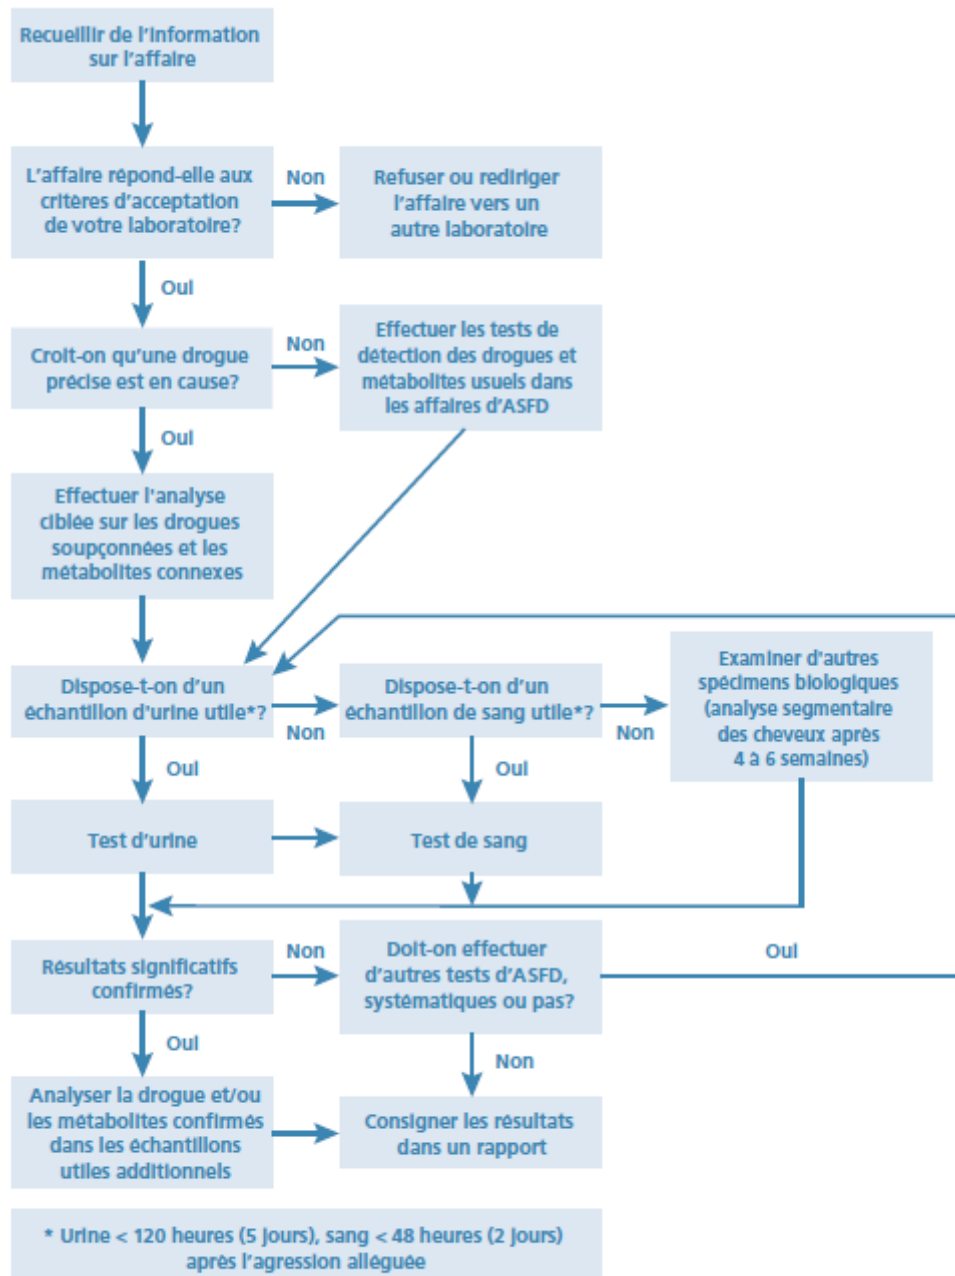 Recueillir de l'information
sur l'affaire
L'affaire répond-elle aux
critères d'acceptation
de votre laboratoire?
Non
Refuser ou rediriger
l'affaire vers un
autre laboratoire
Oui
Croit-on qu'une drogue
précise est en cause?
Non
Effectuer les tests de
détection des drogues et
métabolites usuels dans
les affaires d'ASFD
Oui
Effectuer l'analyse
ciblée sur les drogues
soupçonnées et les
métabolites connexes
Dispose-t-on d'un
échantillon d'urine utile*?
Non
Dispose-t-on d'un
échantillon de sang utile*?
Non
Examiner d'autres
spécimens biologiques
(analyse segmentaire
des cheveux après
4 à 6 semaines)
Oui
Oui
Test d'urine
Test de sang
Résultats significatifs
confirmés?
Non
Doit-on effectuer
d'autres tests d'ASFD,
systématiques ou pas?
Oui
Oui
Non
Analyser la drogue et/ou
les métabolites confirmés
dans les échantillons
utiles additionnels
Consigner les résultats
dans un rapport
* Urine < 120 heures (5 jours), sang < 48 heures (2 jours)
après l'agression alléguée